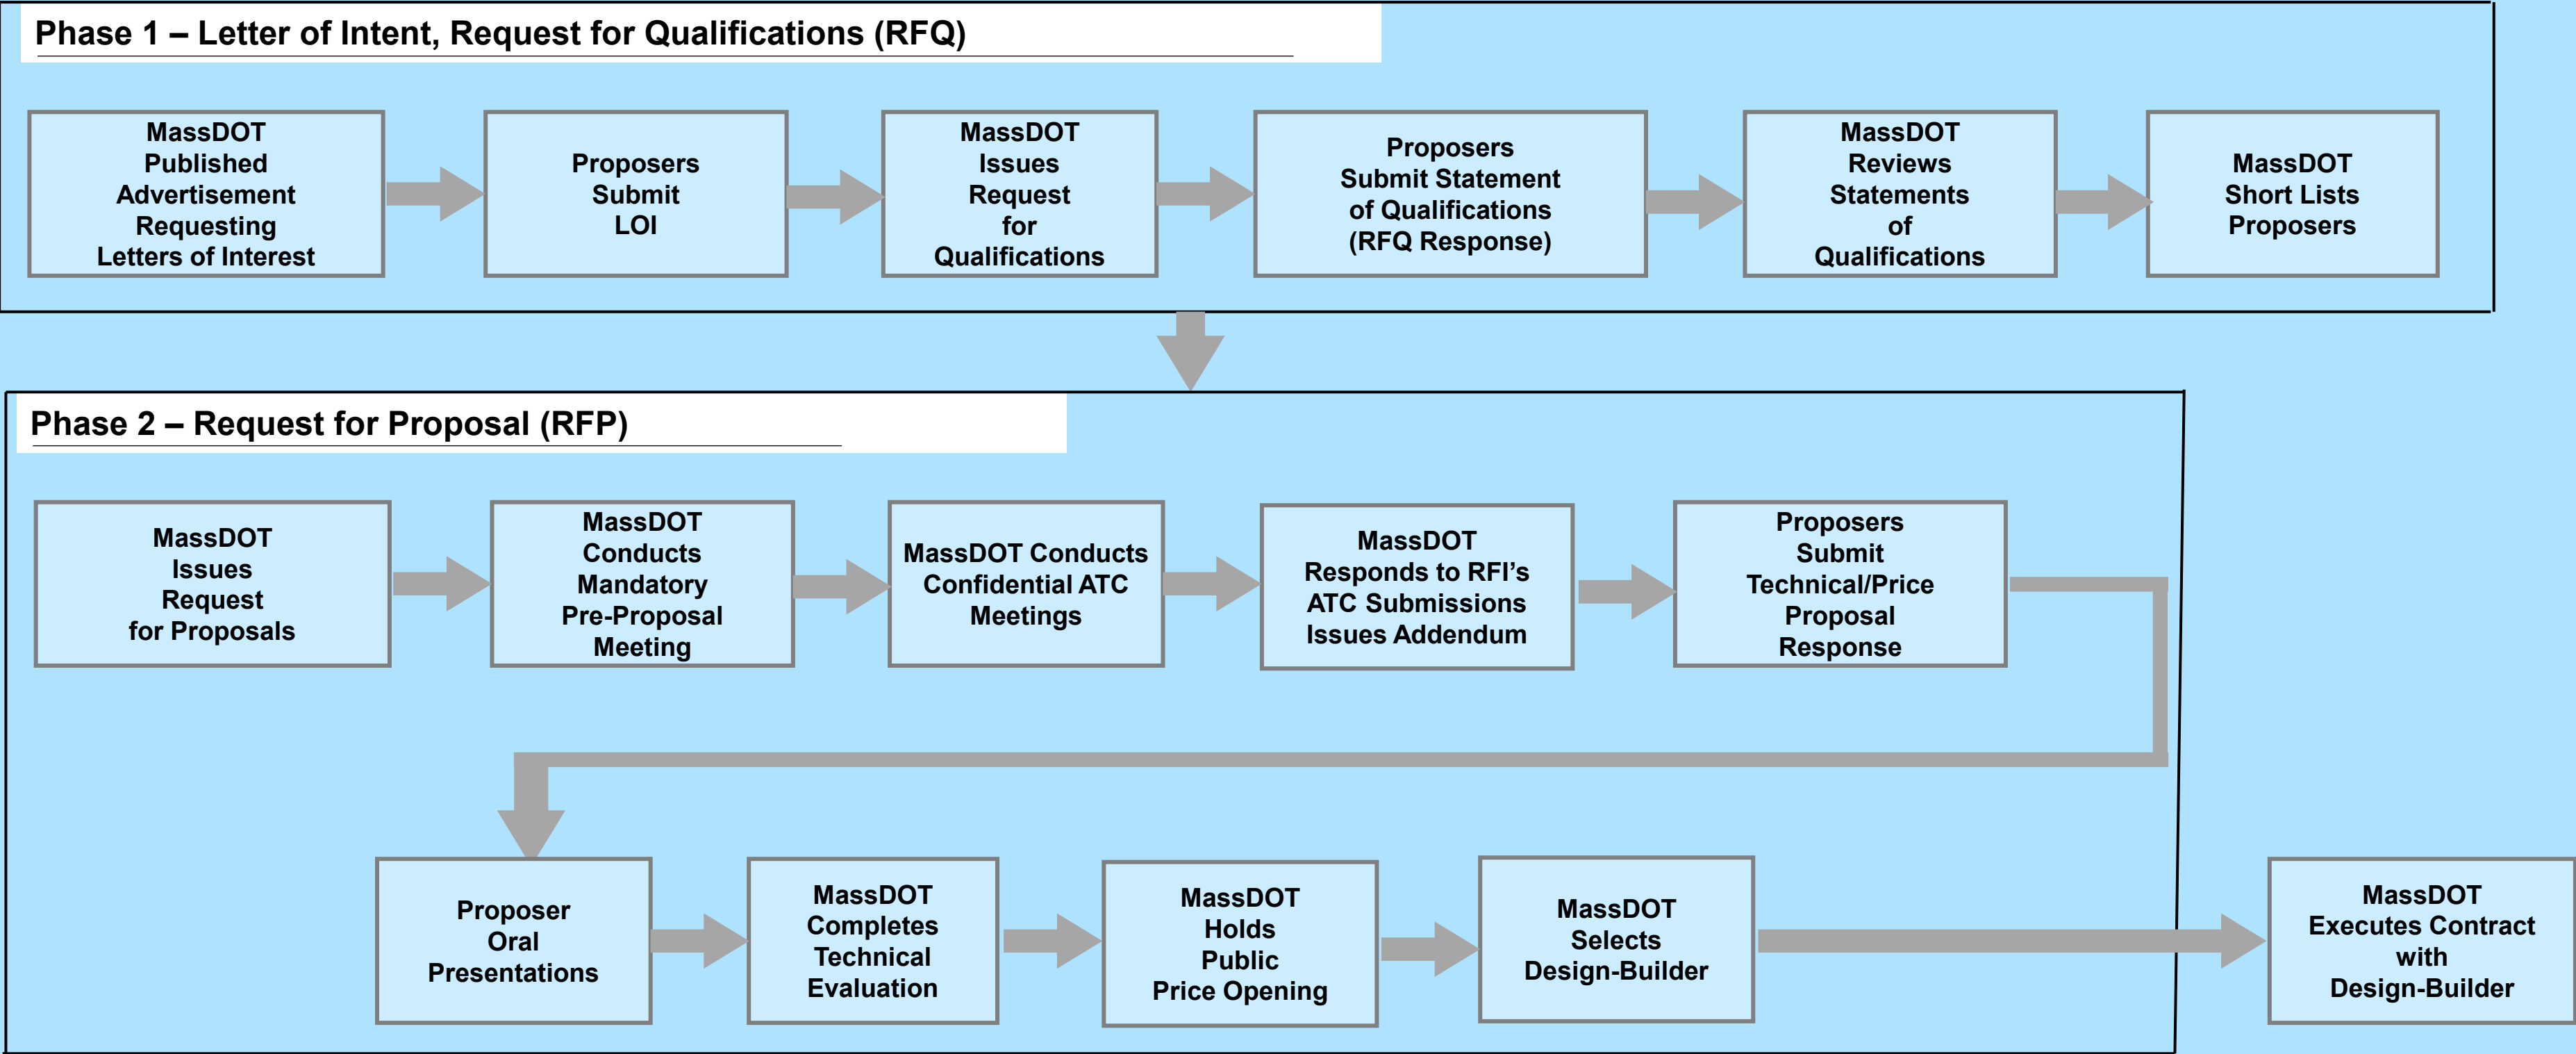 Phase 1 – Letter of Intent, Request for Qualifications (RFQ)
MassDOT
Published
Advertisement
Requesting
Letters of Interest
Proposers
Submit
LOI
MassDOT
Issues
Request
for
Qualifications
Proposers
Submit Statement
of Qualifications
(RFQ Response)
MassDOT
Reviews
Statements
of
Qualifications
MassDOT
Short Lists
Proposers
Phase 2 – Request for Proposal (RFP)
MassDOT
Issues
Request
for Proposals
MassDOT
Conducts
Mandatory
Pre-Proposal
Meeting
MassDOT Conducts
Confidential ATC
Meetings
MassDOT
Responds to RFI's
ATC Submissions
Issues Addendum
Proposers
Submit
Technical/Price
Proposal
Response
Proposer
Oral
Presentations
MassDOT
Completes
Technical
Evaluation
MassDOT
Holds
Public
Price Opening
MassDOT
Selects
Design-Builder
MassDOT
Executes Contract
with
Design-Builder